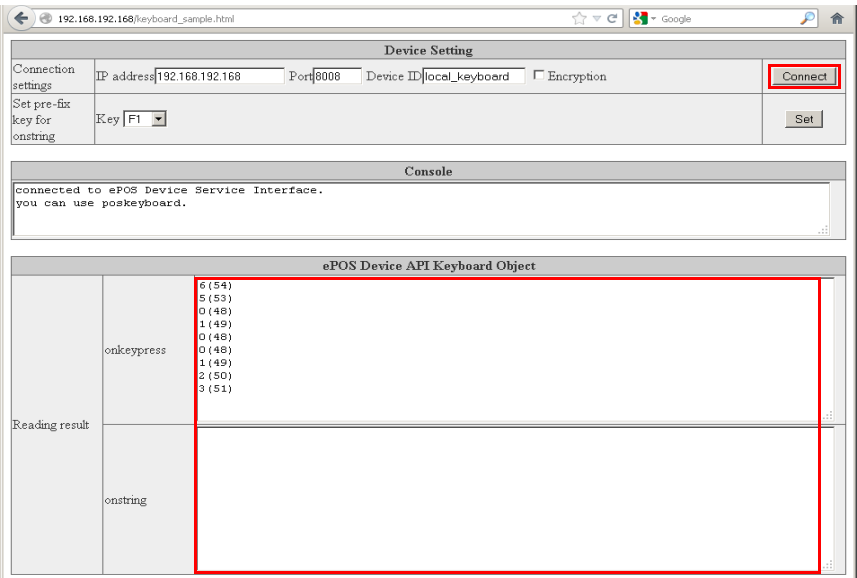 192.168.192.168/keyboard_sample.html
Google
Device Setting
Connection settings
IP address 192.168.192.168 Port 8008 Device ID local_keyboard Encryption
Connect
Set pre-fix key for onstring
Key F1
Set
Console
connected to ePOS Device Service Interface.
you can use poskeyboard.
ePOS Device API Keyboard Object
Reading result
onkeypress
6(54)
5(53)
0(48)
1(49)
0(48)
0(48)
1(49)
2(50)
3(51)
onstring